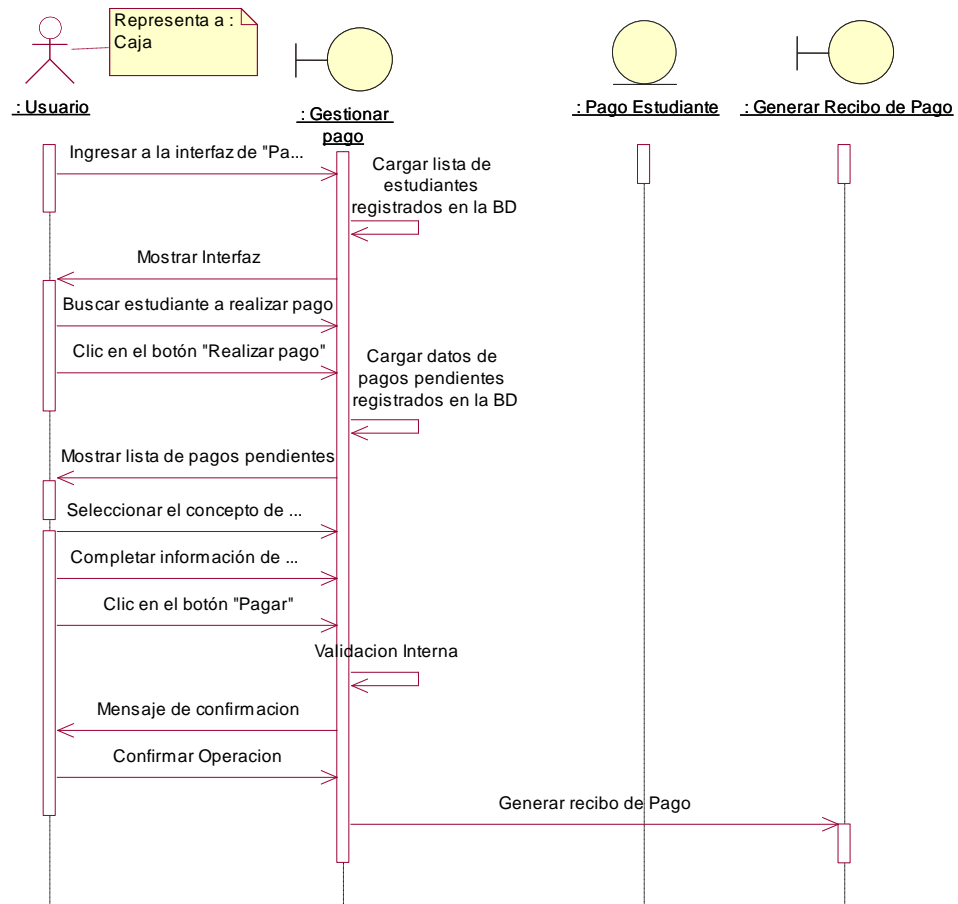 Representa a :
Caja
: Usuario
: Gestionar
pago
: Pago Estudiante
: Generar Recibo de Pago
Ingresar a la interfaz de "Pa...
Cargar lista de
estudiantes
registrados en la BD
Mostrar Interfaz
Buscar estudiante a realizar pago
Clic en el botón "Realizar pago"
Cargar datos de
pagos pendientes
registrados en la BD
Mostrar lista de pagos pendientes
Seleccionar el concepto de ...
Completar información de ...
Clic en el botón "Pagar"
Validacion Interna
Mensaje de confirmacion
Confirmar Operacion
Generar recibo de Pago